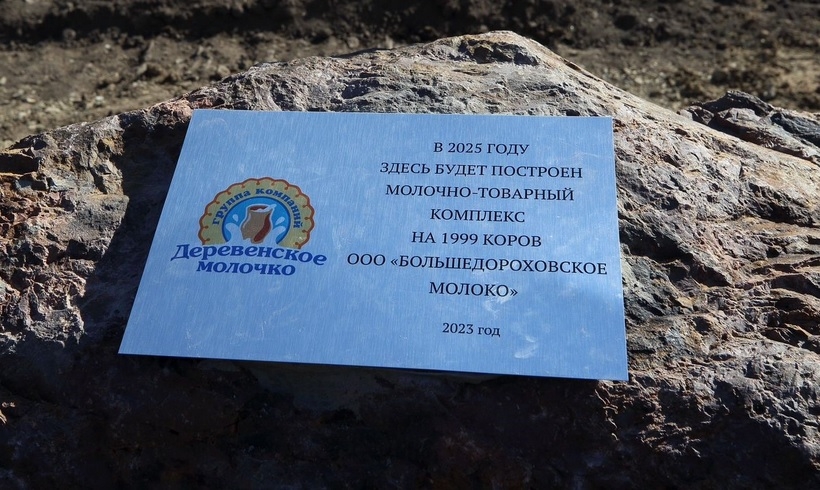 группа компаний
Деревенское
молочко
В 2025 ГОДУ
ЗДЕСЬ БУДЕТ ПОСТРОЕН
МОЛОЧНО-ТОВАРНЫЙ
КОМПЛЕКС
НА 1999 КОРОВ
ООО «БОЛЬШЕДОРОХОВСКОЕ
МОЛОКО»
2023 год